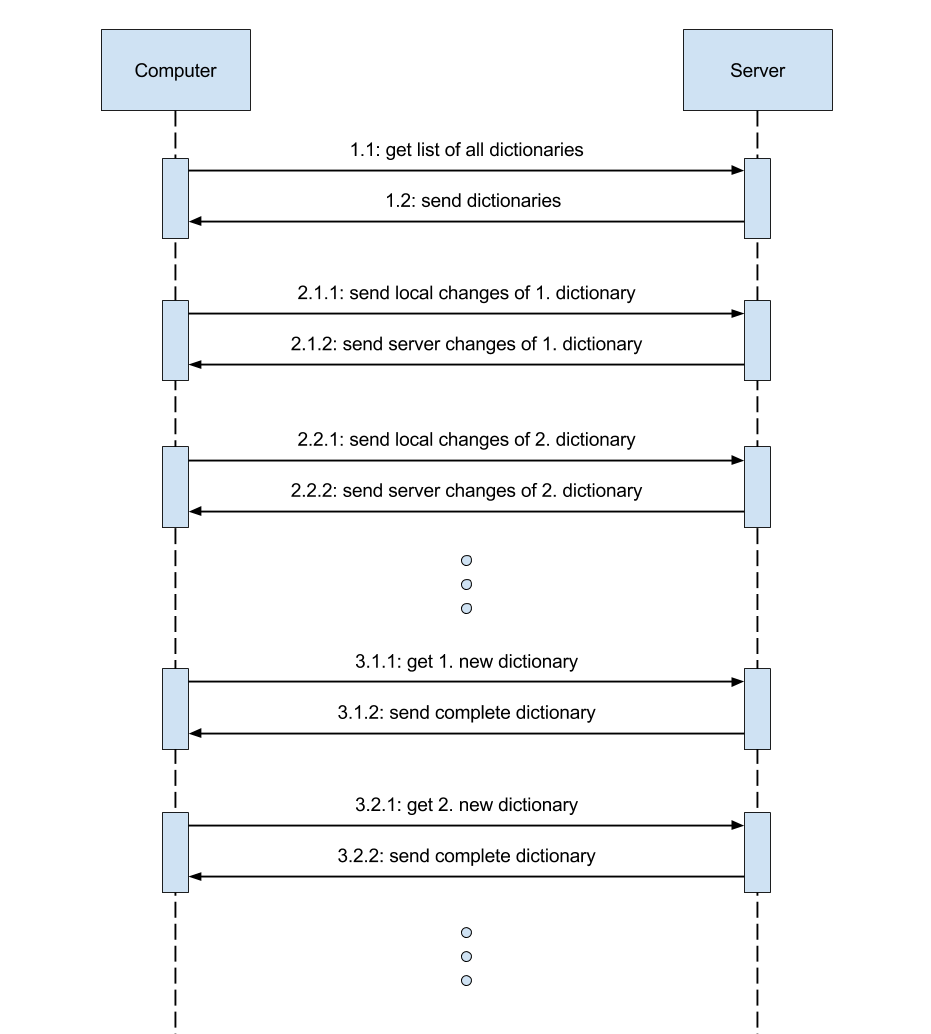 Computer
Server
1.1: get list of all dictionaries
1.2: send dictionaries
2.1.1: send local changes of 1. dictionary
2.1.2: send server changes of 1. dictionary
2.2.1: send local changes of 2. dictionary
2.2.2: send server changes of 2. dictionary
3.1.1: get 1. new dictionary
3.1.2: send complete dictionary
3.2.1: get 2. new dictionary
3.2.2: send complete dictionary